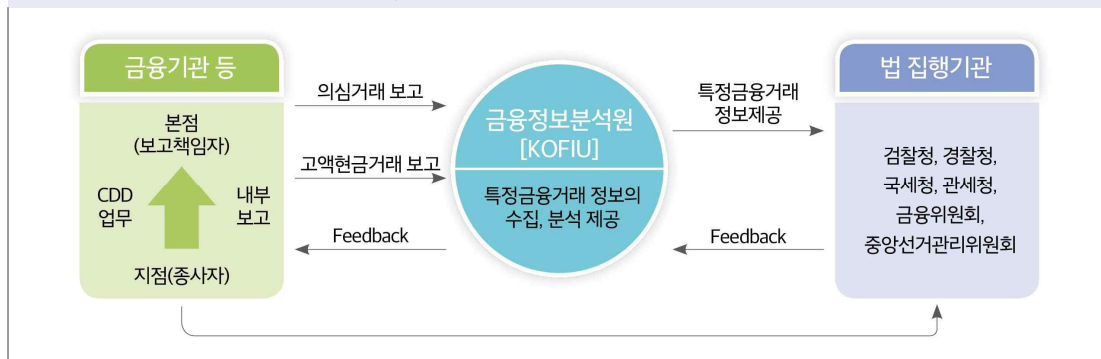 금융기관 등
본점
(보고책임자)
CDD
업무
내부
보고
지점(종사자)
의심거래 보고
고액현금거래 보고
Feedback
금융정보분석원
[KOFIU]
특정금융거래 정보의
수집, 분석 제공
특정금융거래
정보제공
Feedback
법 집행기관
검찰청, 경찰청,
국세청, 관세청,
금융위원회,
중앙선거관리위원회